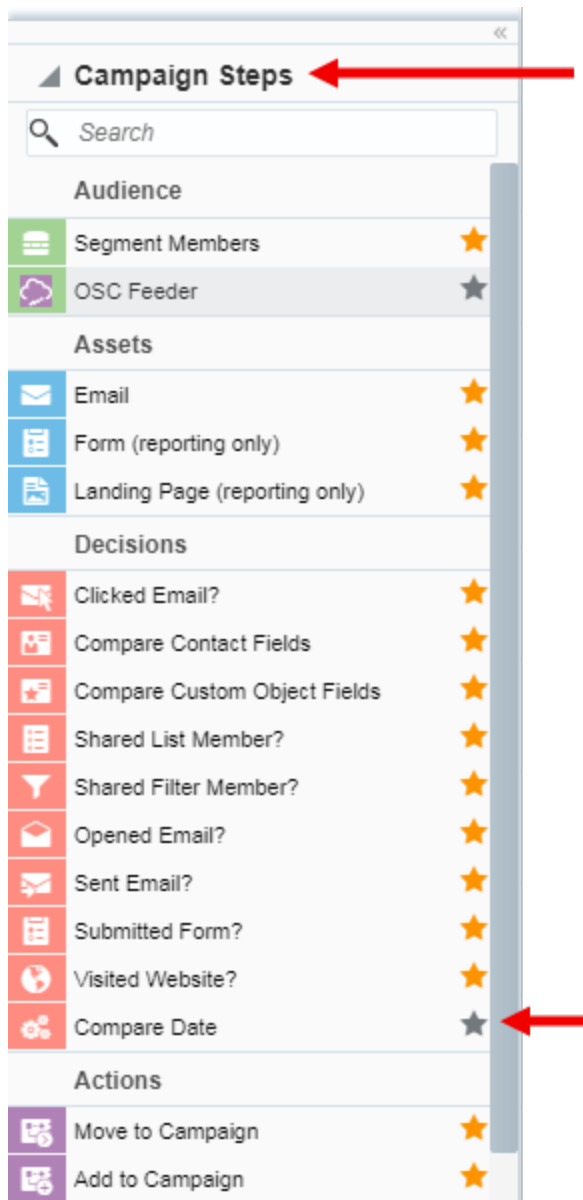 Campaign Steps
Search
Audience
Segment Members
OSC Feeder
Assets
Email
Form (reporting only)
Landing Page (reporting only)
Decisions
Clicked Email?
Compare Contact Fields
Compare Custom Object Fields
Shared List Member?
Shared Filter Member?
Opened Email?
Sent Email?
Submitted Form?
Visited Website?
Compare Date
Actions
Move to Campaign
Add to Campaign